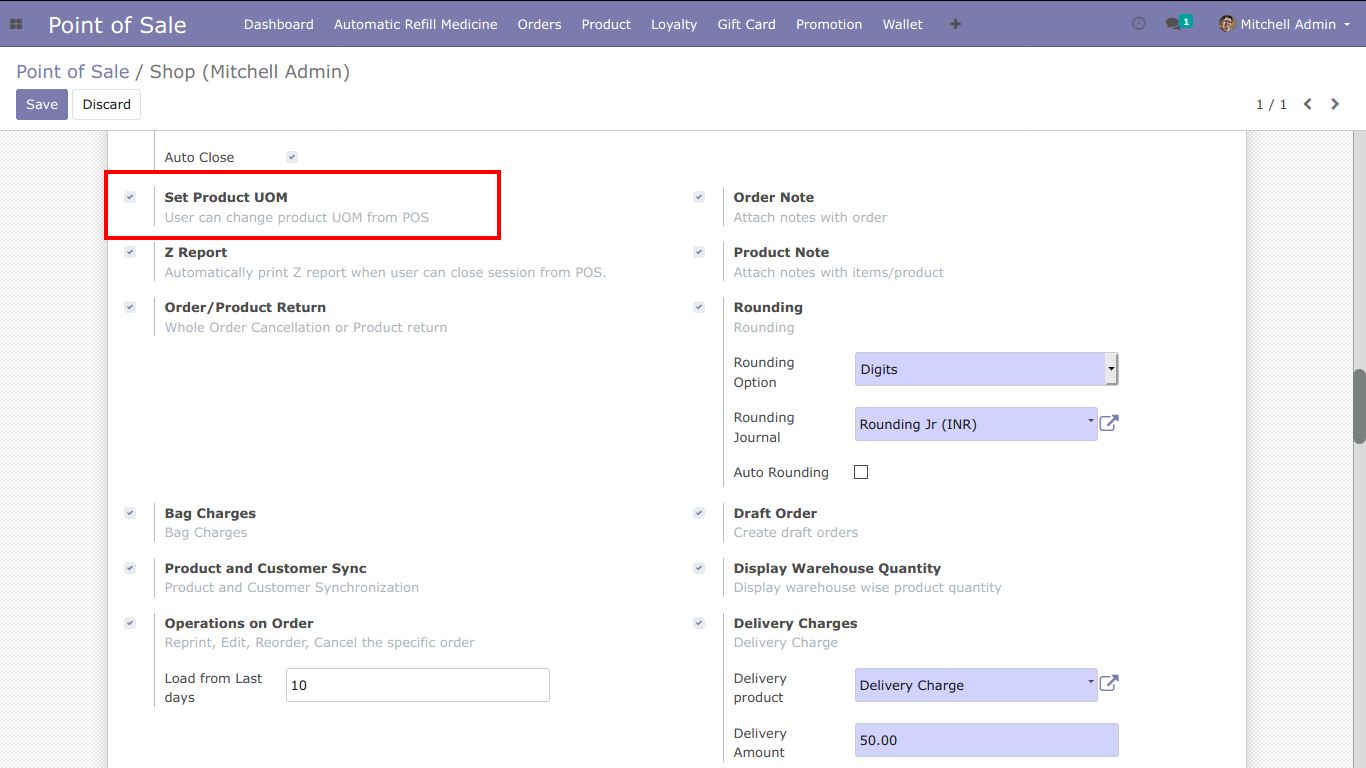 Point of Sale Dashboard Automatic Refill Medicine Orders Product Loyalty Gift Card Promotion Wallet 1 Mitchell Admin
Point of Sale / Shop (Mitchell Admin)
Save Discard 1 / 1
Auto Close
Set Product UOM
User can change product UOM from POS
Order Note
Attach notes with order
Z Report
Automatically print Z report when user can close session from POS.
Product Note
Attach notes with items/product
Order/Product Return
Whole Order Cancellation or Product return
Rounding
Rounding
Rounding
Option
Digits
Rounding
Journal
Rounding Jr (INR)
Auto Rounding
Bag Charges
Bag Charges
Draft Order
Create draft orders
Product and Customer Sync
Product and Customer Synchronization
Display Warehouse Quantity
Display warehouse wise product quantity
Operations on Order
Reprint, Edit, Reorder, Cancel the specific order
Load from Last
days
10
Delivery Charges
Delivery Charge
Delivery
product
Delivery Charge
Delivery
Amount
50.00